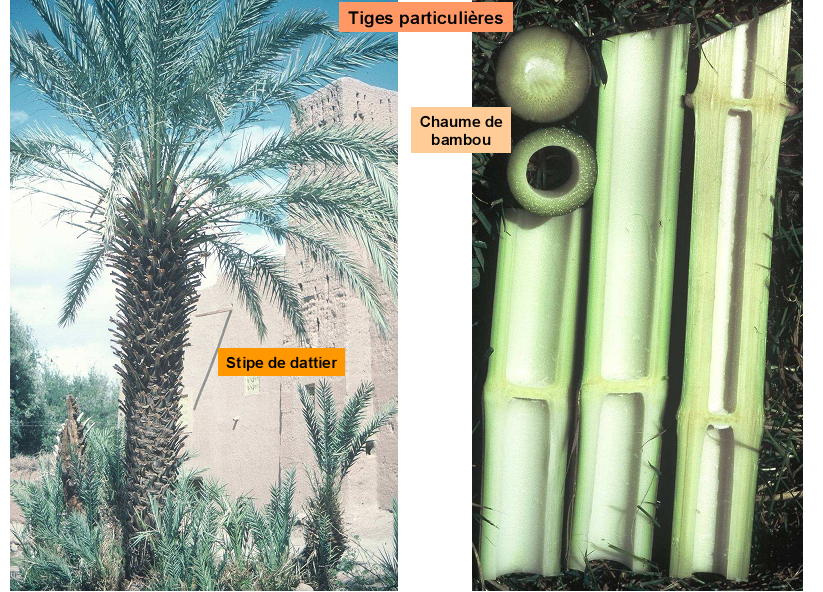 Tiges particulières
Chaume de
bambou
Stipe de dattier